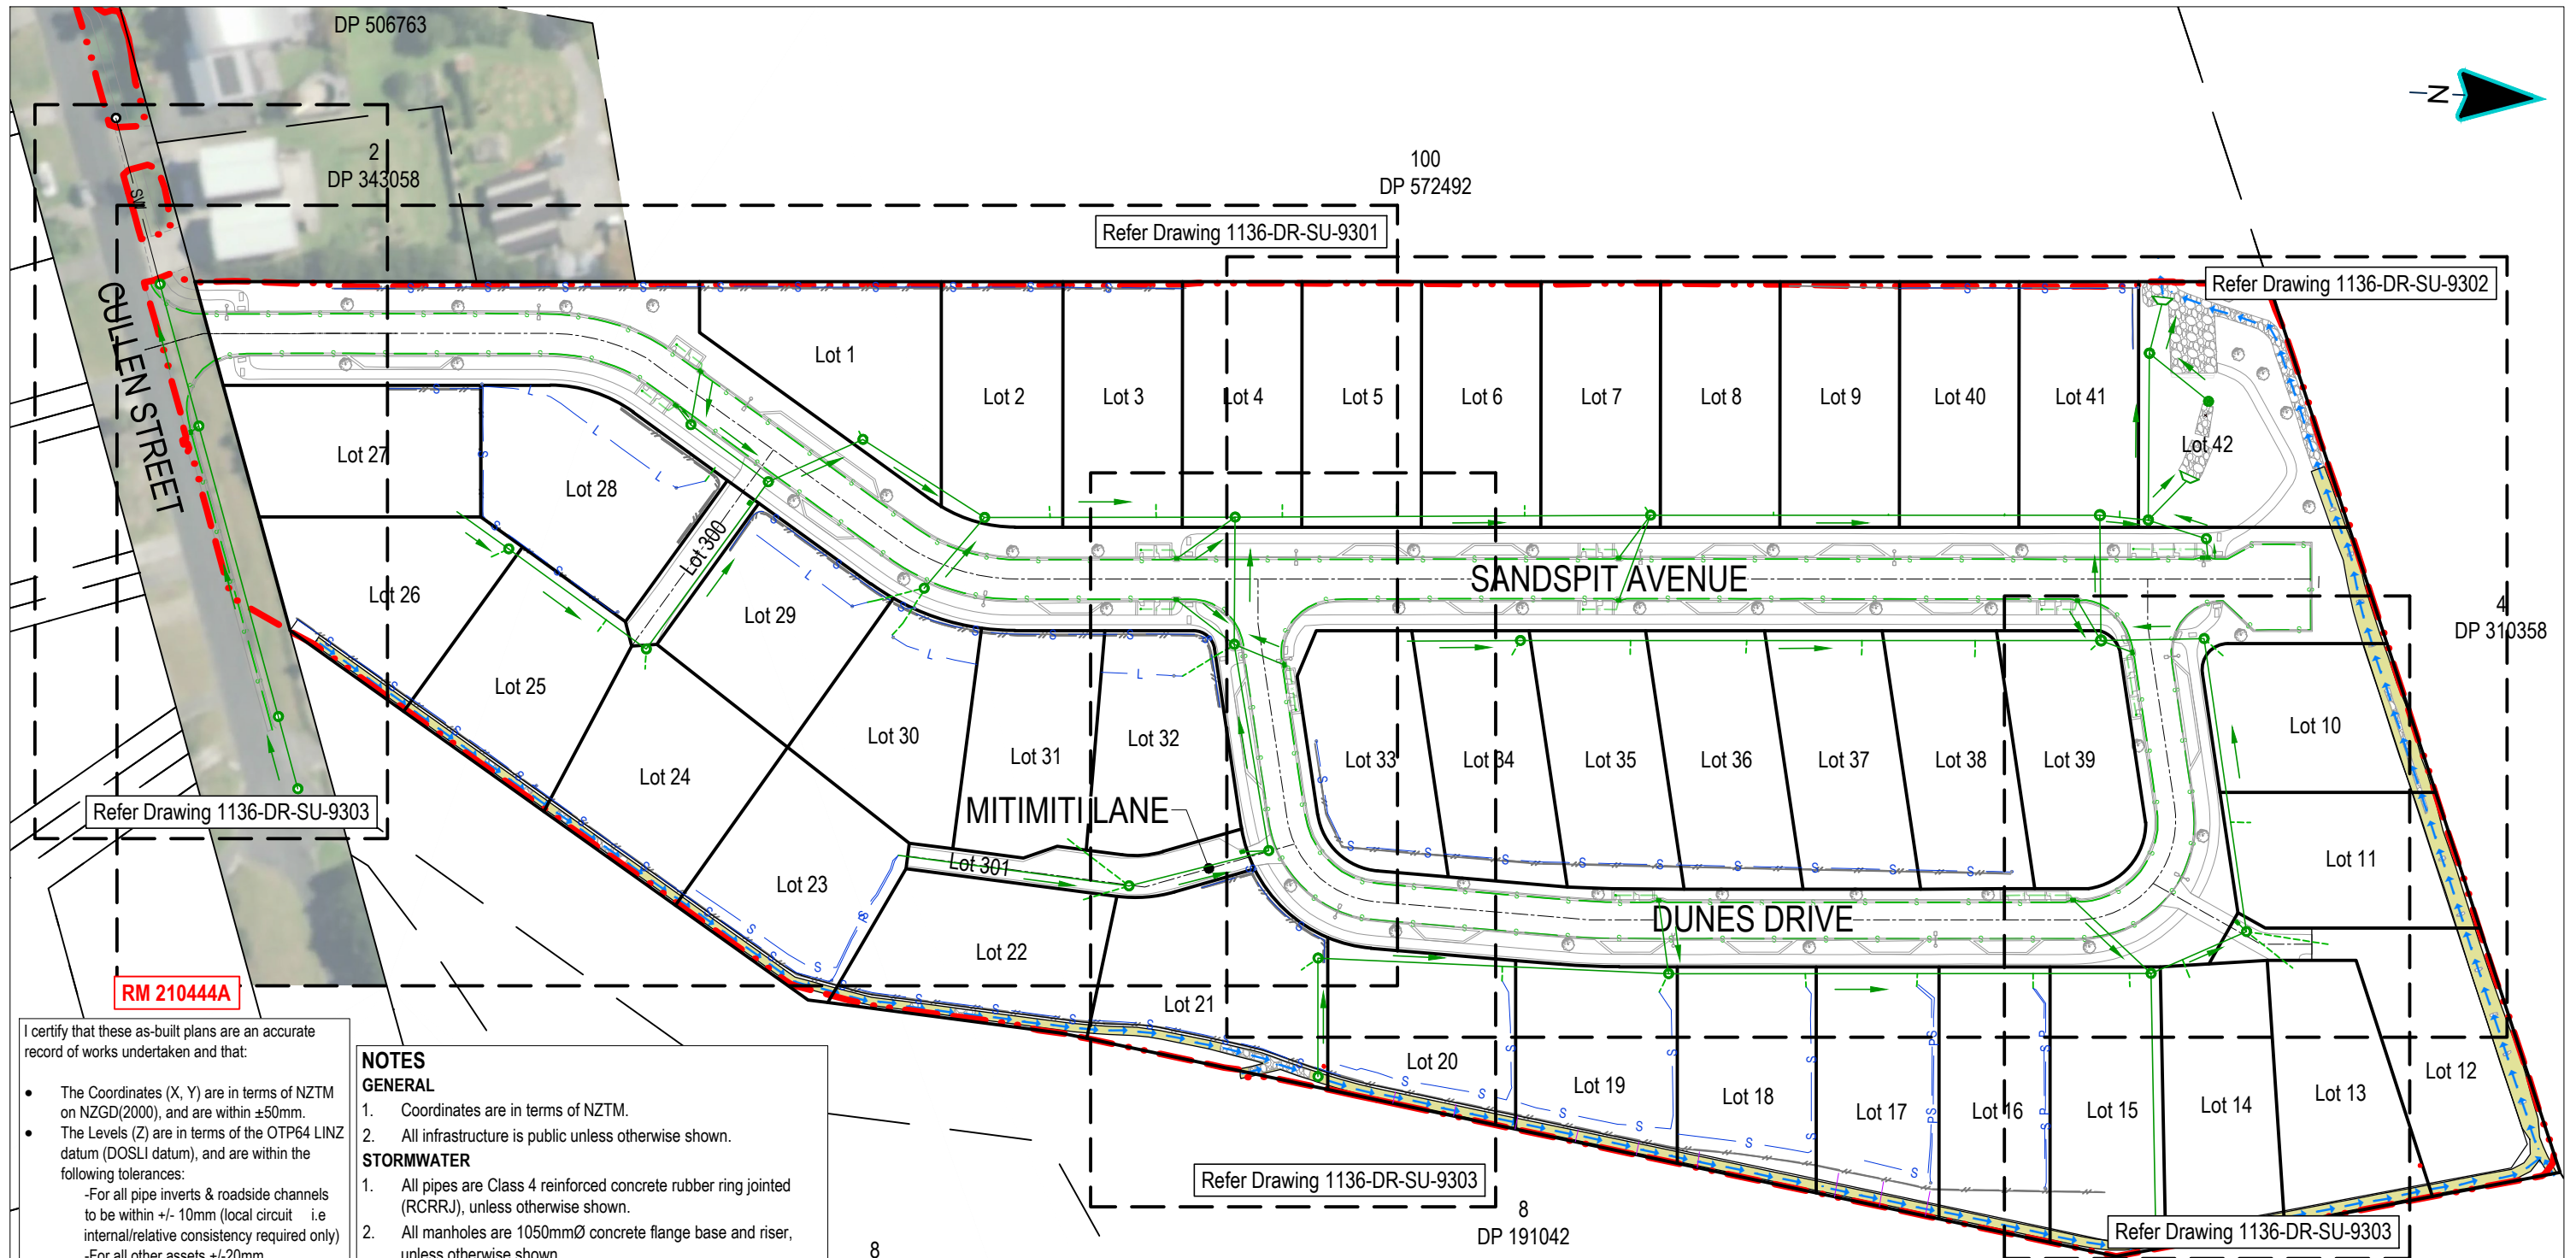 DP 506763
2
DP 343058
100
DP 572492
N
Refer Drawing 1136-DR-SU-9301
Refer Drawing 1136-DR-SU-9302
CULLEN STREET
SW
Lot 1
Lot 2
Lot 3
Lot 4
Lot 5
Lot 6
Lot 7
Lot 8
Lot 9
Lot 40
Lot 41
Lot 42
Lot 27
Lot 28
Lot 300
Lot 26
Lot 29
SANDSPIT AVENUE
4
DP 310358
Lot 25
Lot 24
Lot 30
Lot 31
Lot 32
Lot 33
Lot 34
Lot 35
Lot 36
Lot 37
Lot 38
Lot 39
Lot 10
MITIMITI LANE
Refer Drawing 1136-DR-SU-9303
Lot 11
Lot 301
Lot 23
DUNES DRIVE
Lot 22
Lot 21
Lot 20
Lot 19
Lot 18
Lot 17
Lot 16
Lot 15
Lot 14
Lot 13
Lot 12
Refer Drawing 1136-DR-SU-9303
8
DP 191042
Refer Drawing 1136-DR-SU-9303
8
RM 210444A
I certify that these as-built plans are an accurate
record of works undertaken and that:
• The Coordinates (X, Y) are in terms of NZTM
on NZGD(2000), and are within ±50mm.
• The Levels (Z) are in terms of the OTP64 LINZ
datum (DOSLI datum), and are within the
following tolerances:
-For all pipe inverts & roadside channels
to be within +/- 10mm (local circuit i.e
internal/relative consistency required only)
-For all other assets +/-20mm
NOTES
GENERAL
1. Coordinates are in terms of NZTM.
2. All infrastructure is public unless otherwise shown.
STORMWATER
1. All pipes are Class 4 reinforced concrete rubber ring jointed
(RCRRJ), unless otherwise shown.
2. All manholes are 1050mmØ concrete flange base and riser,
unless otherwise shown